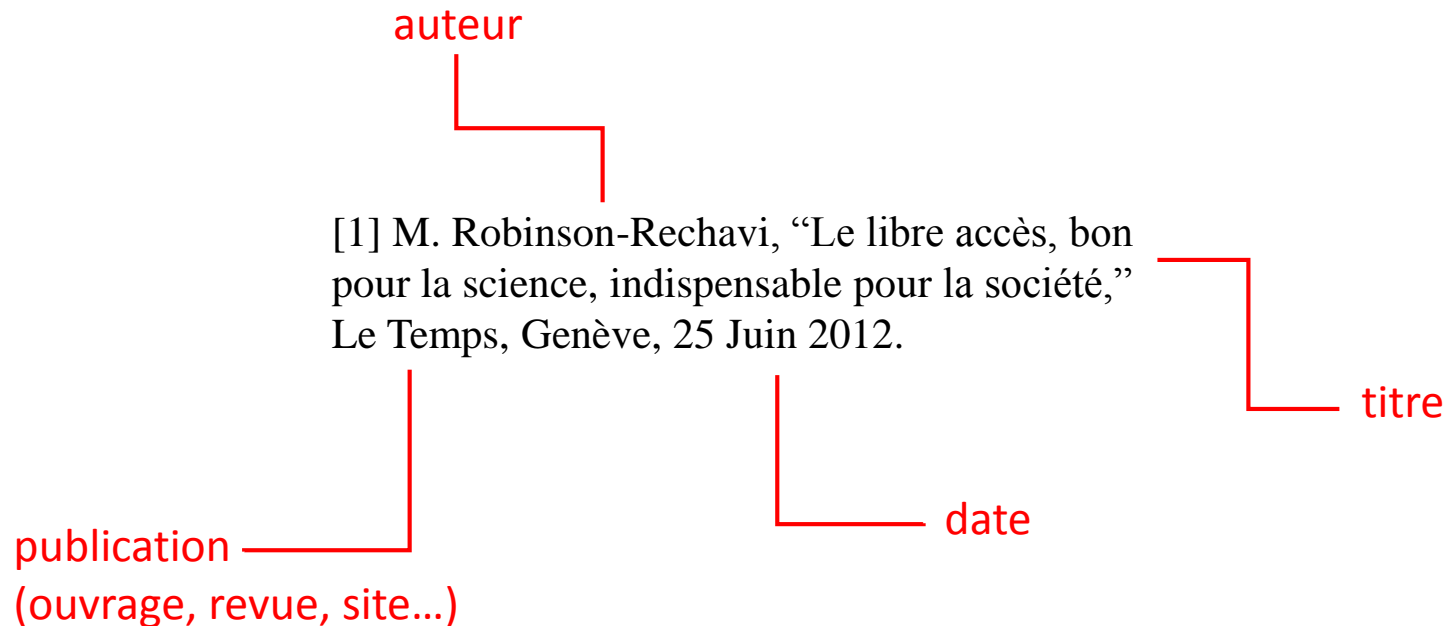 auteur
[1] M. Robinson-Rechavi, “Le libre accès, bon
pour la science, indispensable pour la société,”
Le Temps, Genève, 25 Juin 2012.
titre
date
publication
(ouvrage, revue, site…)